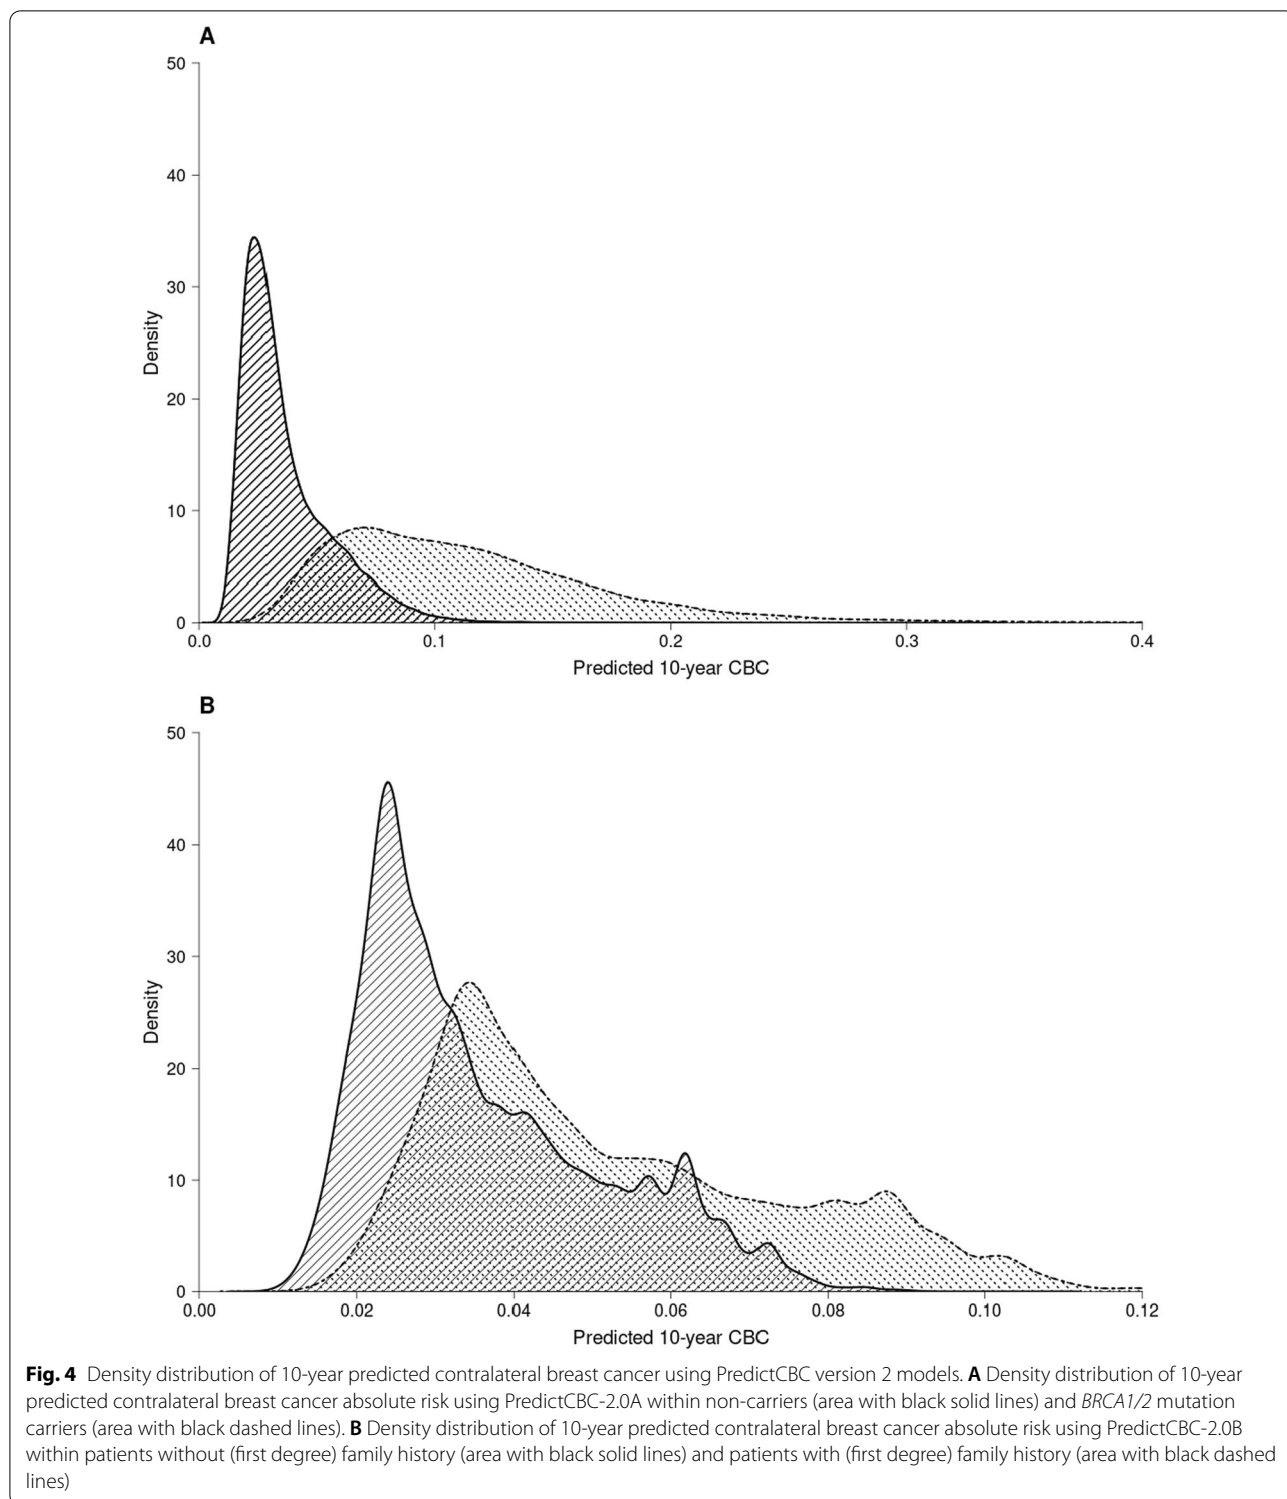 A
50
40
30
20
10
0
Density
0.0 0.1 0.2 0.3 0.4
Predicted 10-year CBC
B
50
40
30
20
10
0
Density
0.00 0.02 0.04 0.06 0.08 0.10 0.12
Predicted 10-year CBC
Fig. 4 Density distribution of 10-year predicted contralateral breast cancer using PredictCBC version 2 models. A Density distribution of 10-year
predicted contralateral breast cancer absolute risk using PredictCBC-2.0A within non-carriers (area with black solid lines) and BRCA1/2 mutation
carriers (area with black dashed lines). B Density distribution of 10-year predicted contralateral breast cancer absolute risk using PredictCBC-2.0B
within patients without (first degree) family history (area with black solid lines) and patients with (first degree) family history (area with black dashed
lines)